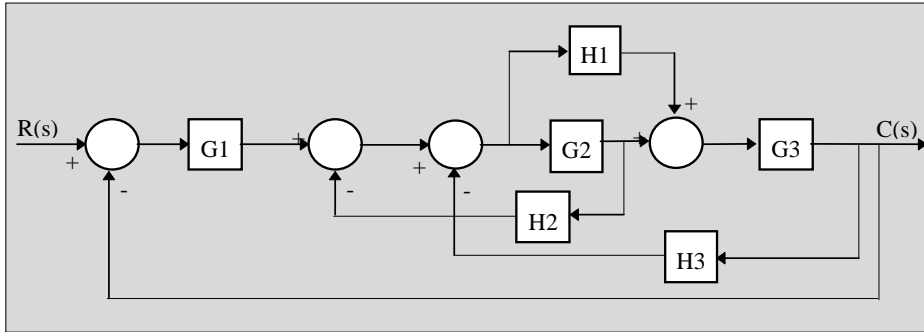 H1
+
R(s)
+
G1
+
+
G2
+
G3
C(s)
-
-
H2
-
H3